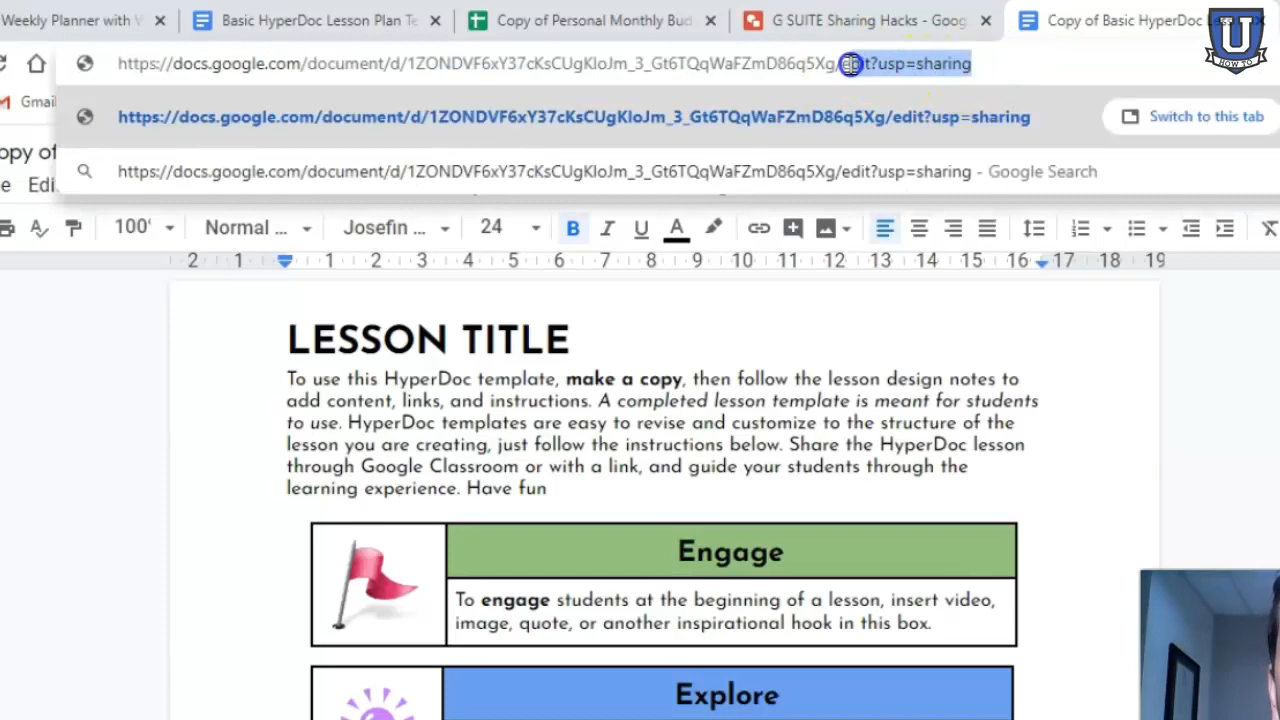 Weekly Planner with
Basic HyperDoc Lesson Plan Te
Copy of Personal Monthly Bud
G SUITE Sharing Hacks - Goog
Copy of Basic HyperDoc
https://docs.google.com/document/d/1ZONDVF6xY37cKsCUgKloJm_3_Gt6TQqWaFZmD86q5Xg/edit?usp=sharing
Gmail
https://docs.google.com/document/d/1ZONDVF6xY37cKsCUgKloJm_3_Gt6TQqWaFZmD86q5Xg/edit?usp=sharing
Switch to this tab
opy of
https://docs.google.com/document/d/1ZONDVF6xY37cKsCUgKloJm_3_Gt6TQqWaFZmD86q5Xg/edit?usp=sharing - Google Search
e Edi
100% Normal ... Josefin ... 24 B I U A
2 1 1 2 3 4 5 6 7 8 9 10 11 12 13 14 15 16 17 18 19
LESSON TITLE
To use this HyperDoc template, make a copy, then follow the lesson design notes to
add content, links, and instructions. A completed lesson template is meant for students
to use. HyperDoc templates are easy to revise and customize to the structure of the
lesson you are creating, just follow the instructions below. Share the HyperDoc lesson
through Google Classroom or with a link, and guide your students through the
learning experience. Have fun
Engage
To engage students at the beginning of a lesson, insert video,
image, quote, or another inspirational hook in this box.
Explore
U
HOW TO